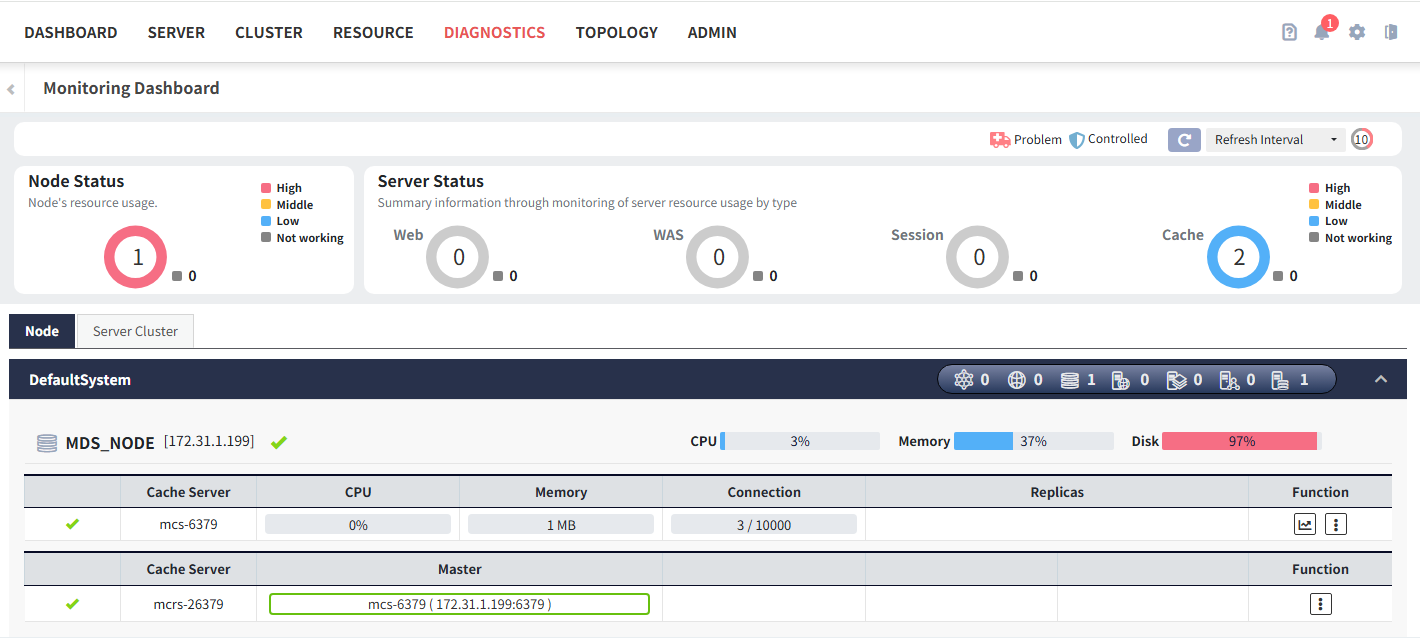 DASHBOARD SERVER CLUSTER RESOURCE DIAGNOSTICS TOPOLOGY ADMIN 1
Monitoring Dashboard
Problem Controlled Refresh Interval 10
Node Status
Node's resource usage.
High
Middle
Low
Not working
1
0
Server Status
Summary information through monitoring of server resource usage by type
High
Middle
Low
Not working
Web 0 0
WAS 0 0
Session 0 0
Cache 2 0
Node Server Cluster
DefaultSystem 0 0 1 0 0 0 1
MDS_NODE [172.31.1.199] CPU 3% Memory 37% Disk 97%
Cache Server CPU Memory Connection Replicas Function
mcs-6379 0% 1 MB 3 / 10000
Cache Server Master Function
mcrs-26379 mcs-6379 ( 172.31.1.199:6379 )